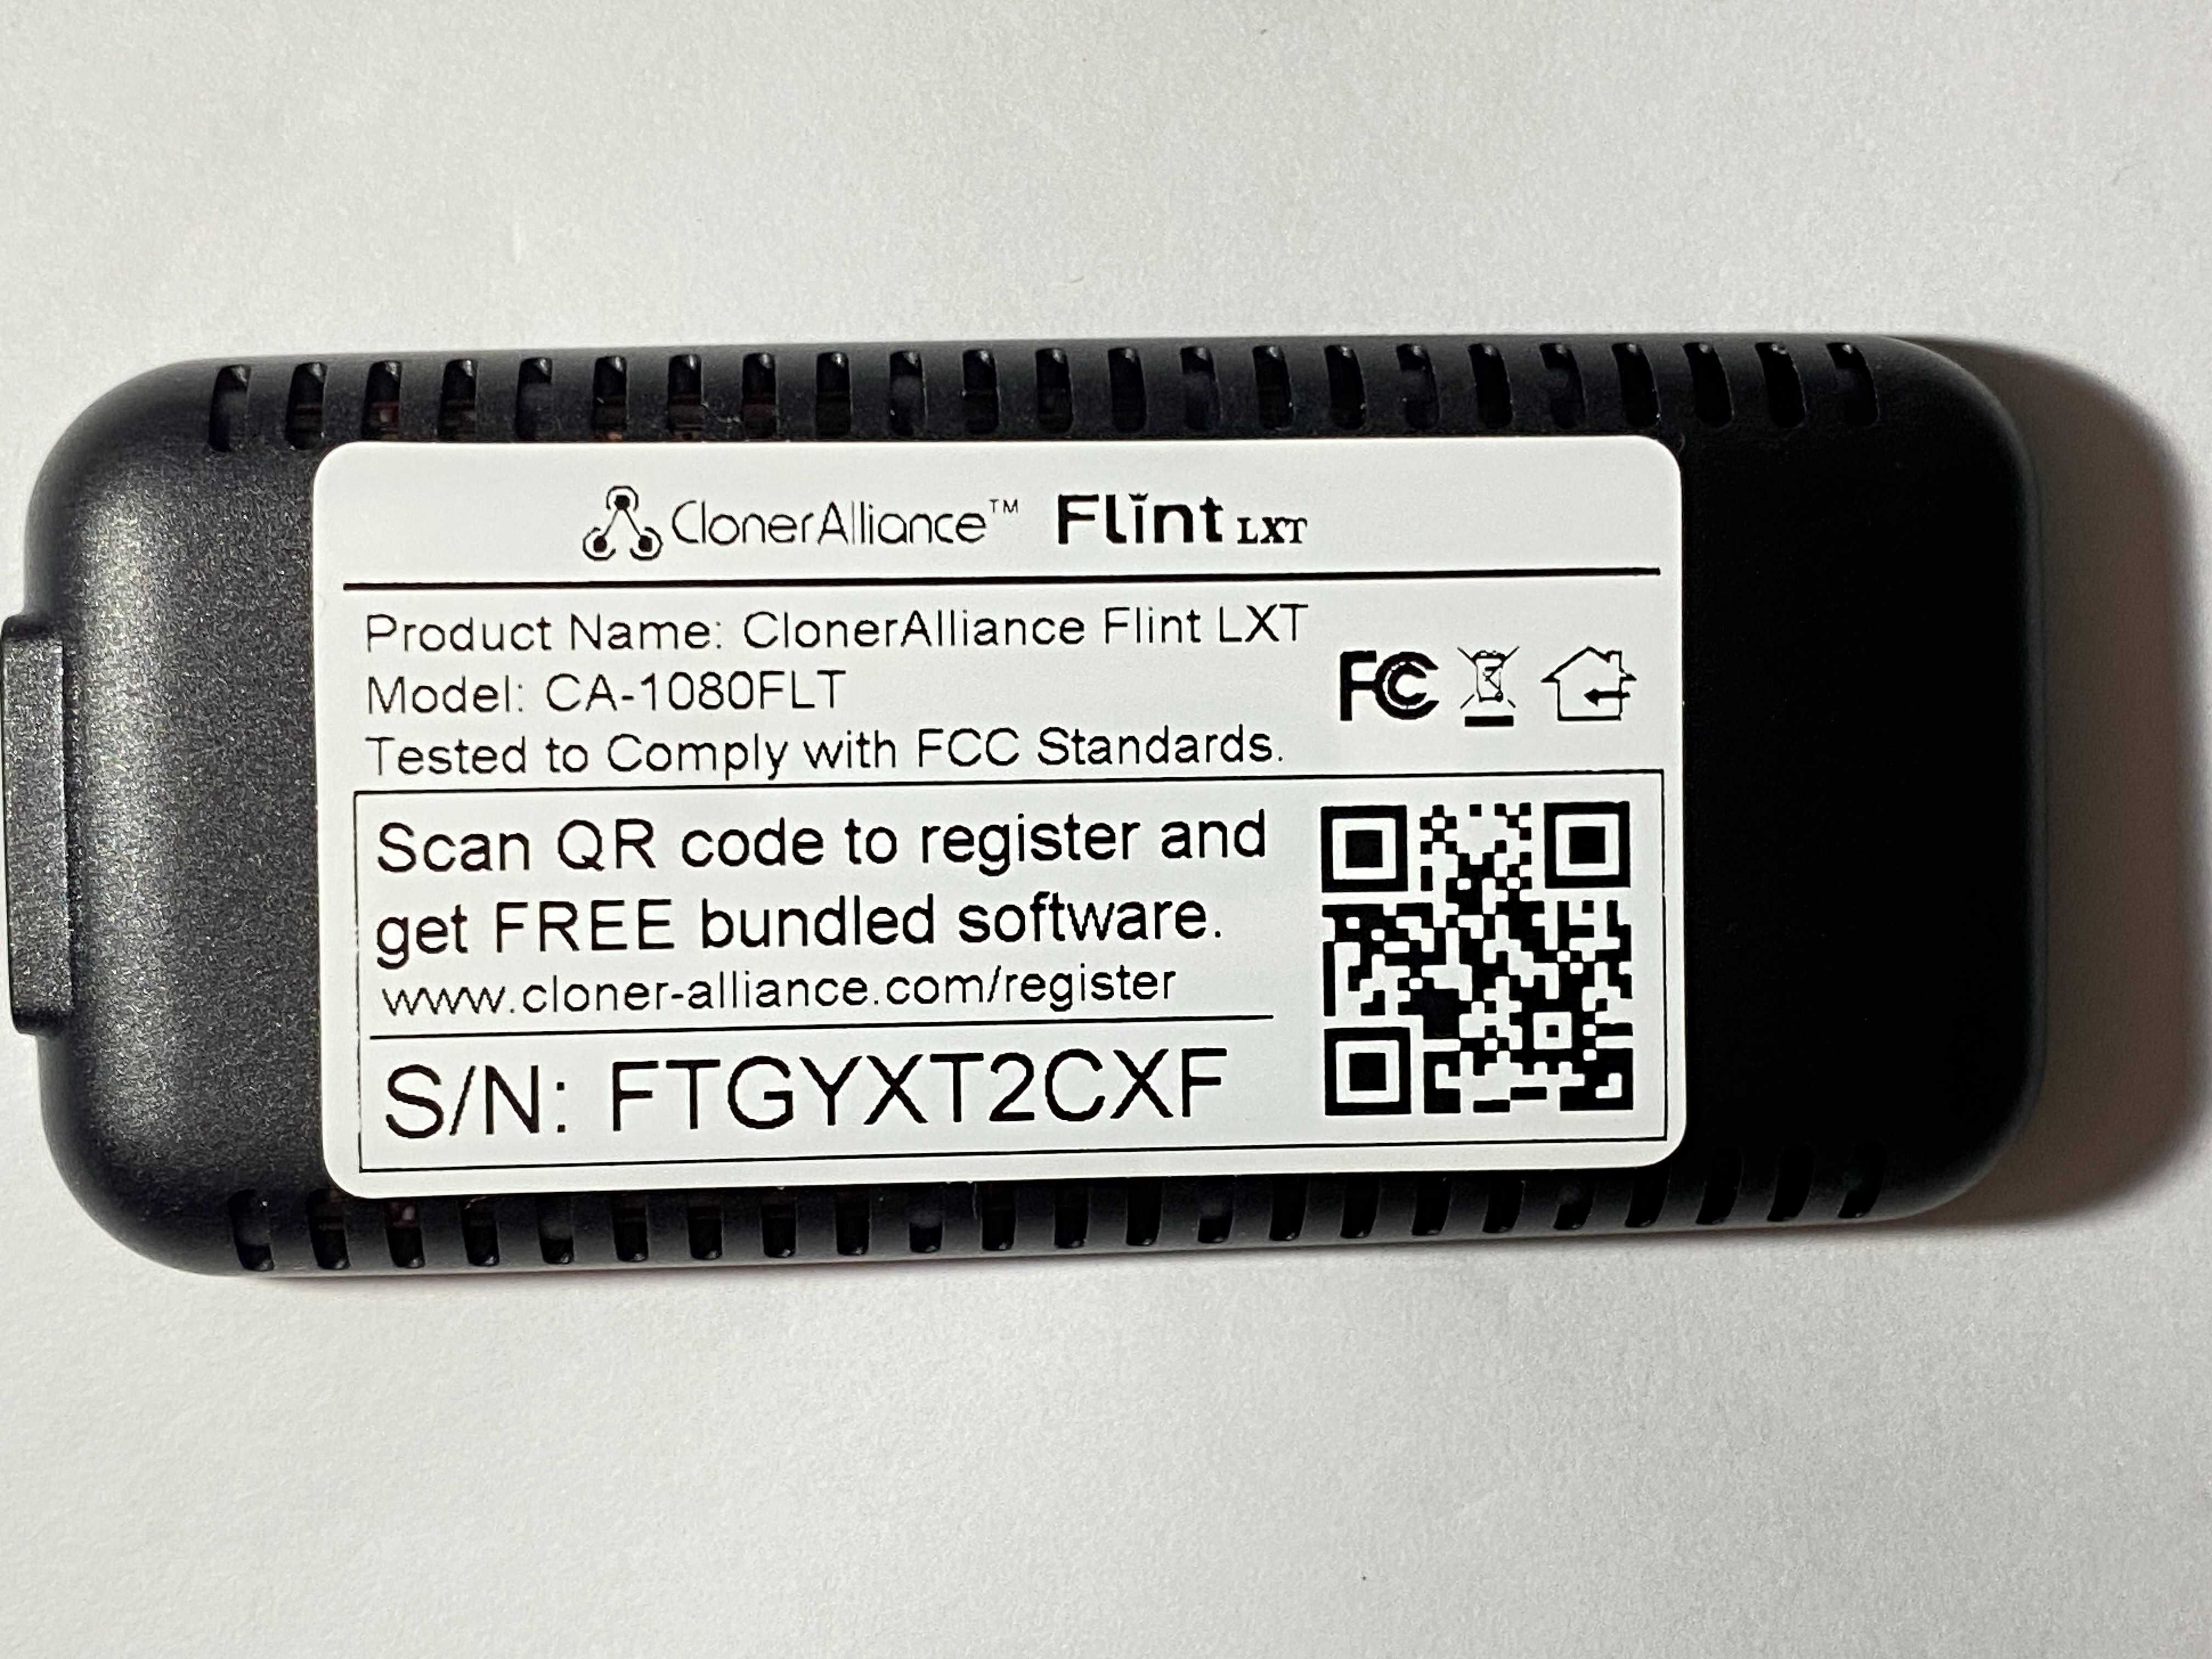 ClonerAlliance™ Flint LXT
Product Name: ClonerAlliance Flint LXT
Model: CA-1080FLT
Tested to Comply with FCC Standards.
FC
Scan QR code to register and
get FREE bundled software.
www.cloner-alliance.com/register
S/N: FTGYXT2CXF